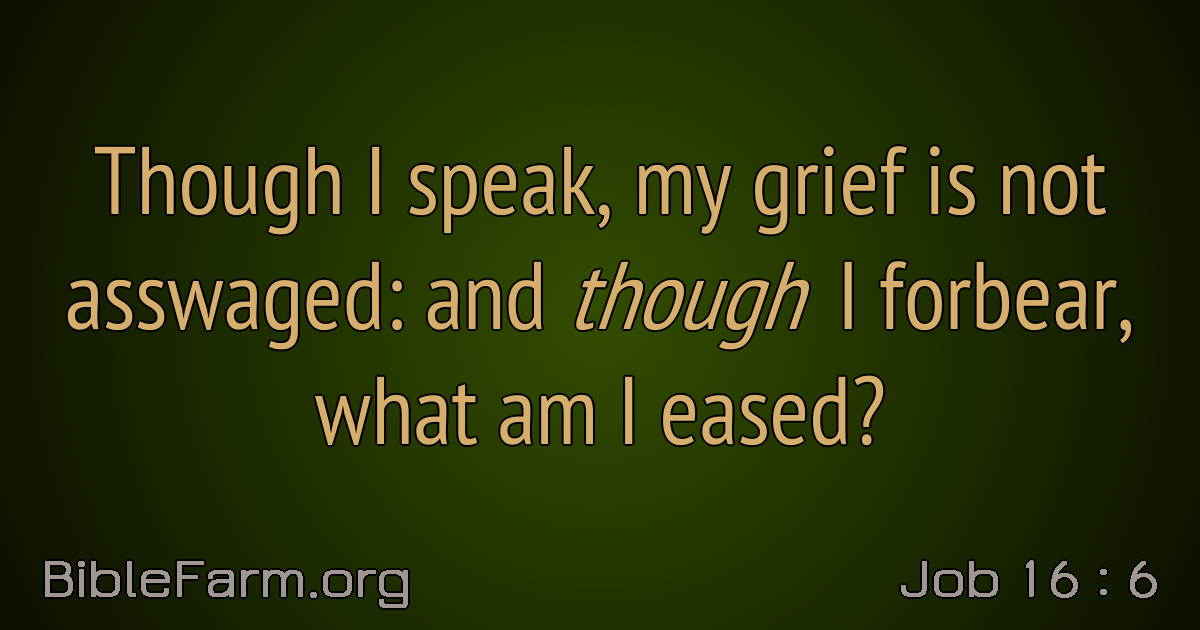 Though I speak, my grief is not
asswaged: and though I forbear,
what am I eased?
BibleFarm.org
Job 16 : 6